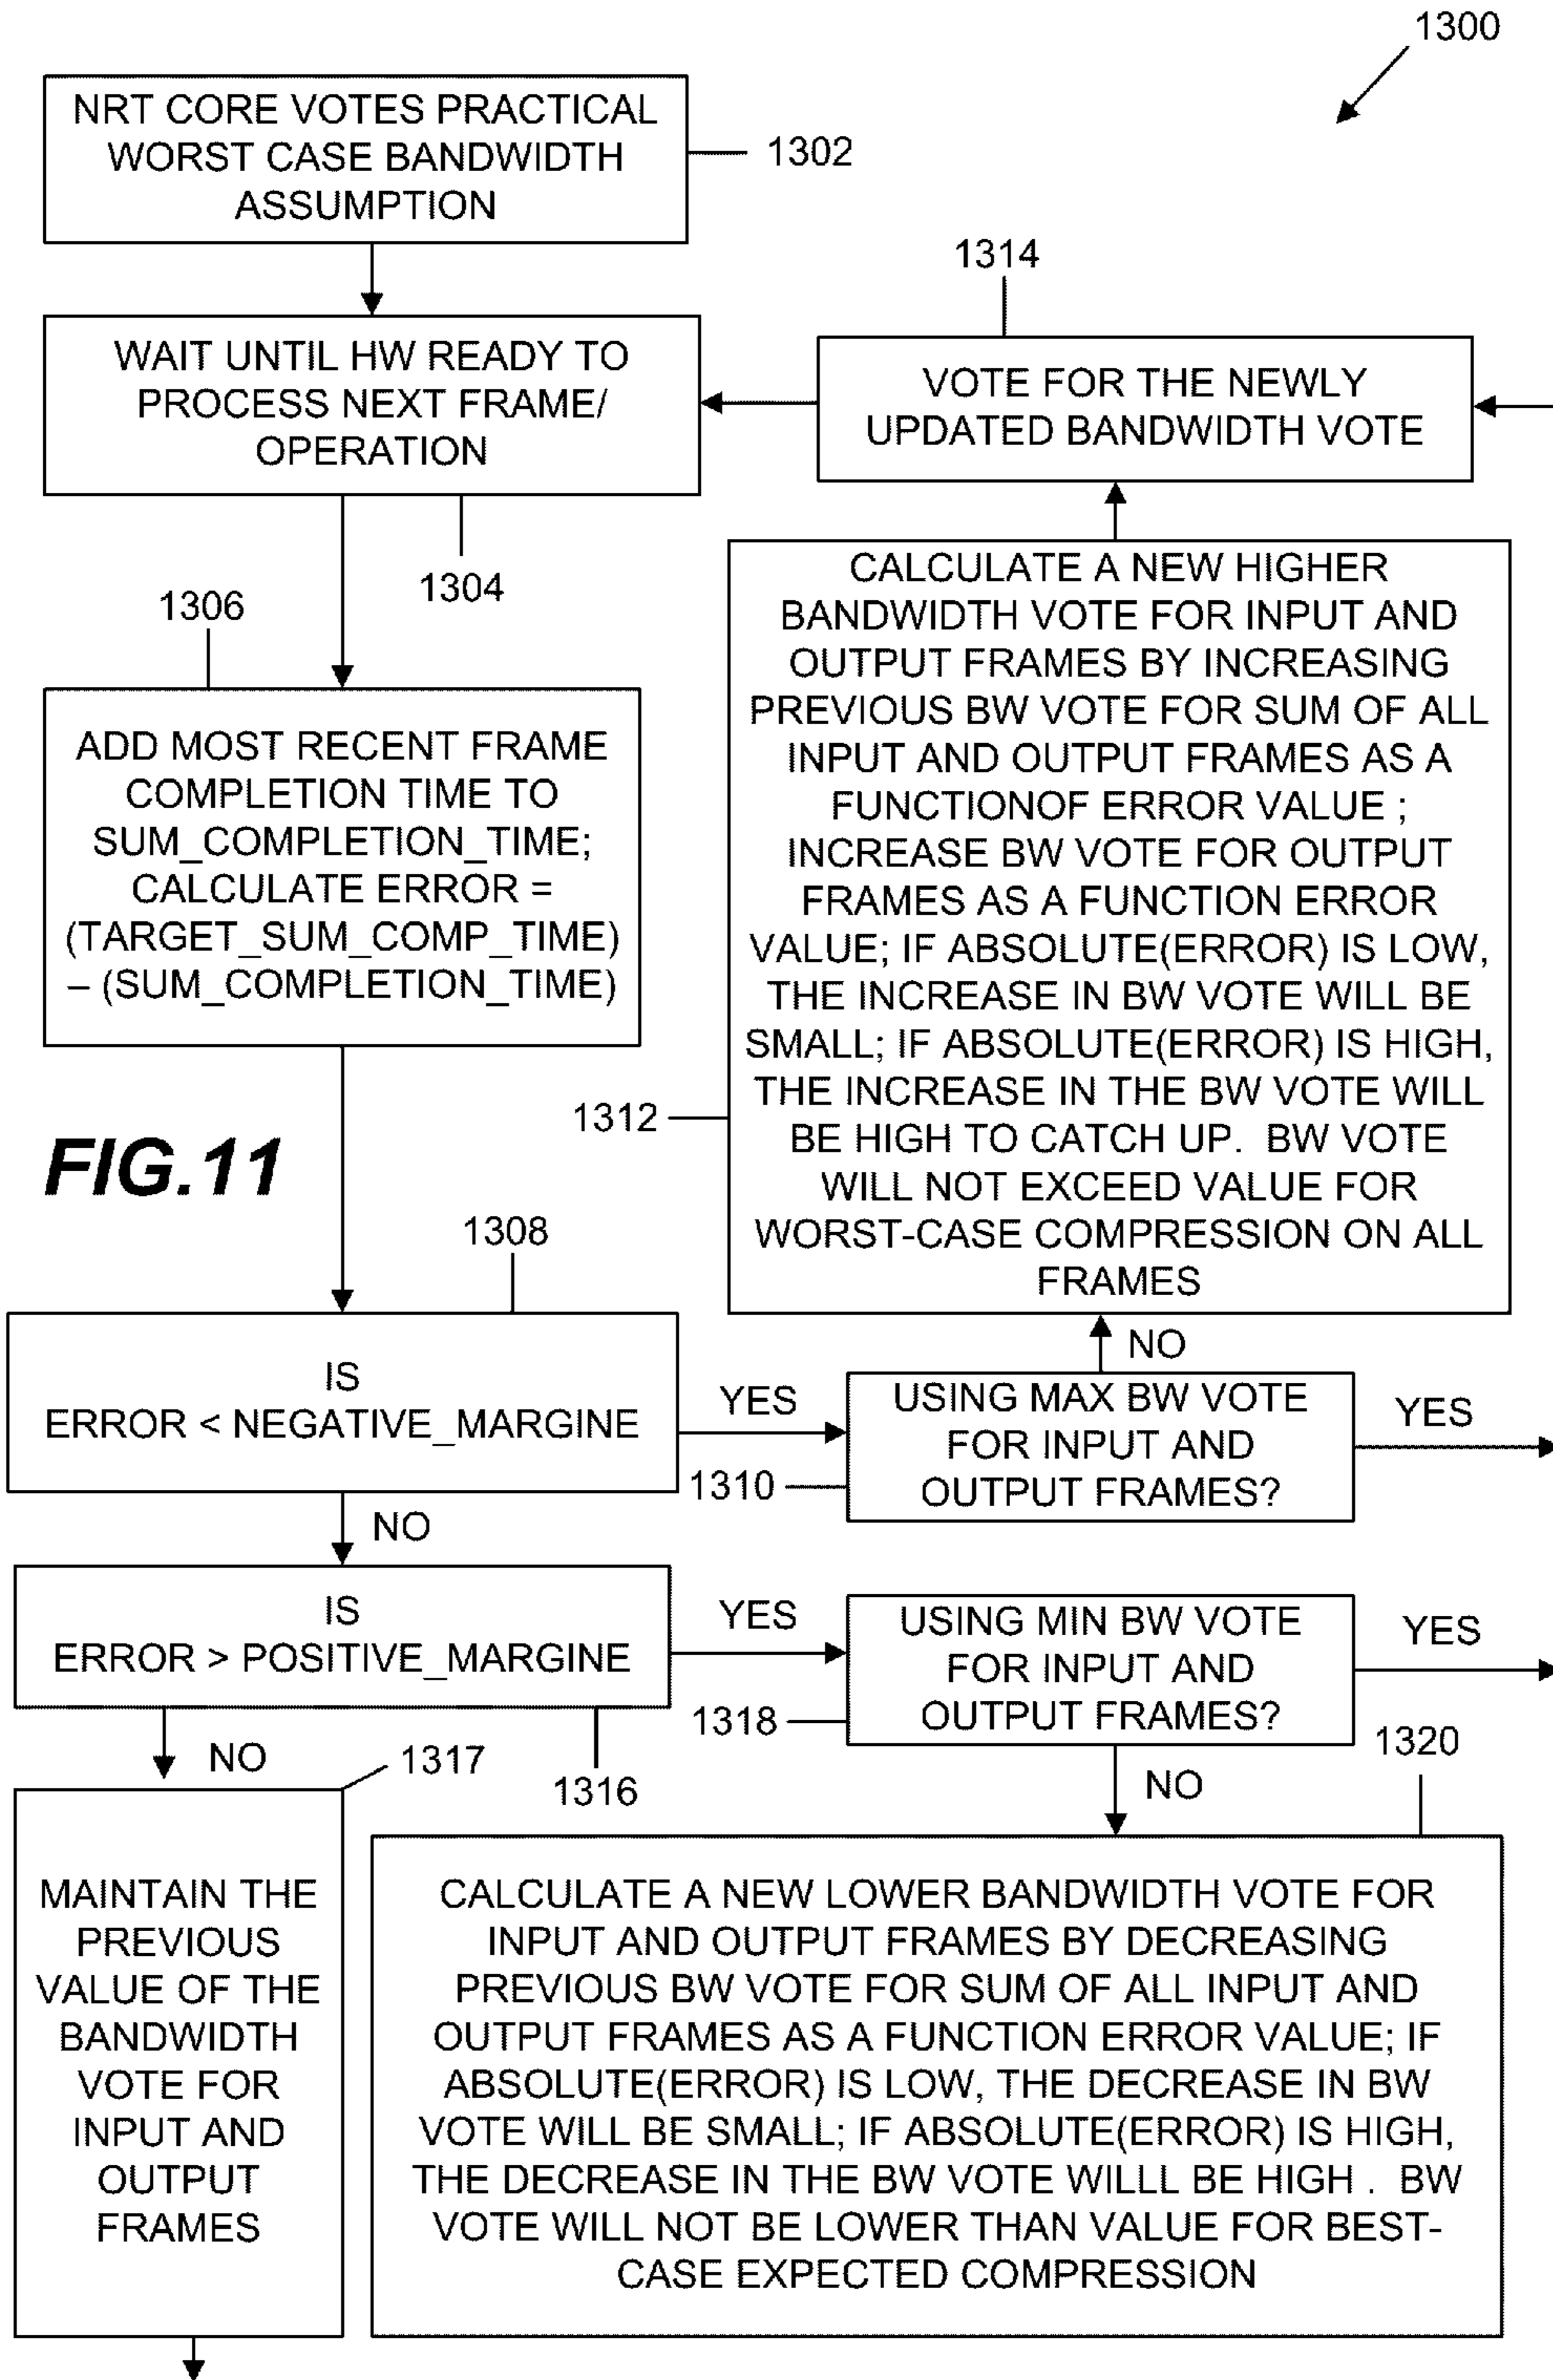 1300
NRT CORE VOTES PRACTICAL
WORST CASE BANDWIDTH
ASSUMPTION
1302
1314
WAIT UNTIL HW READY TO
PROCESS NEXT FRAME/
OPERATION
1304
VOTE FOR THE NEWLY
UPDATED BANDWIDTH VOTE
1306
ADD MOST RECENT FRAME
COMPLETION TIME TO
SUM_COMPLETION_TIME;
CALCULATE ERROR =
(TARGET_SUM_COMP_TIME)
– (SUM_COMPLETION_TIME)
CALCULATE A NEW HIGHER
BANDWIDTH VOTE FOR INPUT AND
OUTPUT FRAMES BY INCREASING
PREVIOUS BW VOTE FOR SUM OF ALL
INPUT AND OUTPUT FRAMES AS A
FUNCTIONOF ERROR VALUE ;
INCREASE BW VOTE FOR OUTPUT
FRAMES AS A FUNCTION ERROR
VALUE; IF ABSOLUTE(ERROR) IS LOW,
THE INCREASE IN BW VOTE WILL BE
SMALL; IF ABSOLUTE(ERROR) IS HIGH,
THE INCREASE IN THE BW VOTE WILL
BE HIGH TO CATCH UP. BW VOTE
WILL NOT EXCEED VALUE FOR
WORST-CASE COMPRESSION ON ALL
FRAMES
1312
FIG.11
1308
IS
ERROR < NEGATIVE_MARGINE
YES
NO
USING MAX BW VOTE
FOR INPUT AND
OUTPUT FRAMES?
1310
YES
NO
IS
ERROR > POSITIVE_MARGINE
YES
1316
NO
USING MIN BW VOTE
FOR INPUT AND
OUTPUT FRAMES?
1318
YES
NO
1317
MAINTAIN THE
PREVIOUS
VALUE OF THE
BANDWIDTH
VOTE FOR
INPUT AND
OUTPUT
FRAMES
1320
CALCULATE A NEW LOWER BANDWIDTH VOTE FOR
INPUT AND OUTPUT FRAMES BY DECREASING
PREVIOUS BW VOTE FOR SUM OF ALL INPUT AND
OUTPUT FRAMES AS A FUNCTION ERROR VALUE; IF
ABSOLUTE(ERROR) IS LOW, THE DECREASE IN BW
VOTE WILL BE SMALL; IF ABSOLUTE(ERROR) IS HIGH,
THE DECREASE IN THE BW VOTE WILLL BE HIGH . BW
VOTE WILL NOT BE LOWER THAN VALUE FOR BEST-
CASE EXPECTED COMPRESSION